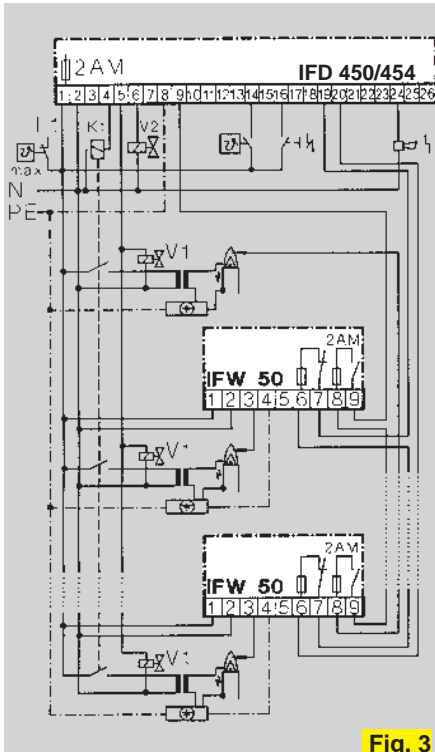 2AM
IFD 450/454
1 2 3 4 5 6 7 8 9 10 11 12 13 14 15 16 17 18 19 20 21 22 23 24 25 26
K1
V2
max
N
PE
V1
2AM
IFW 50
1 2 3 4 5 6 7 8 9
V1
2AM
IFW 50
1 2 3 4 5 6 7 8 9
V1
Fig. 3